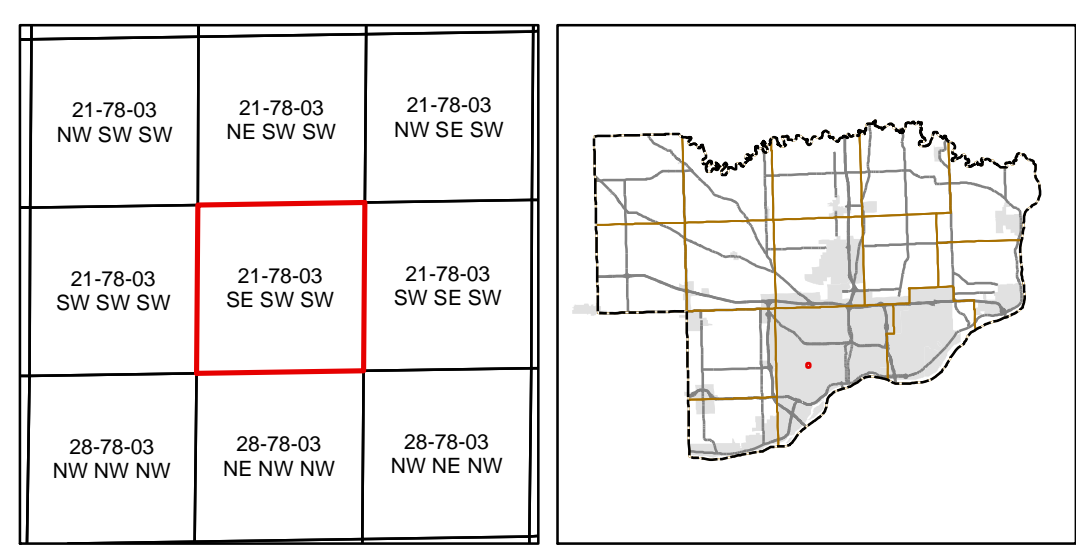 21-78-03
NW SW SW
21-78-03
NE SW SW
21-78-03
NW SE SW
21-78-03
SW SW SW
21-78-03
SE SW SW
21-78-03
SW SE SW
28-78-03
NW NW NW
28-78-03
NE NW NW
28-78-03
NW NE NW